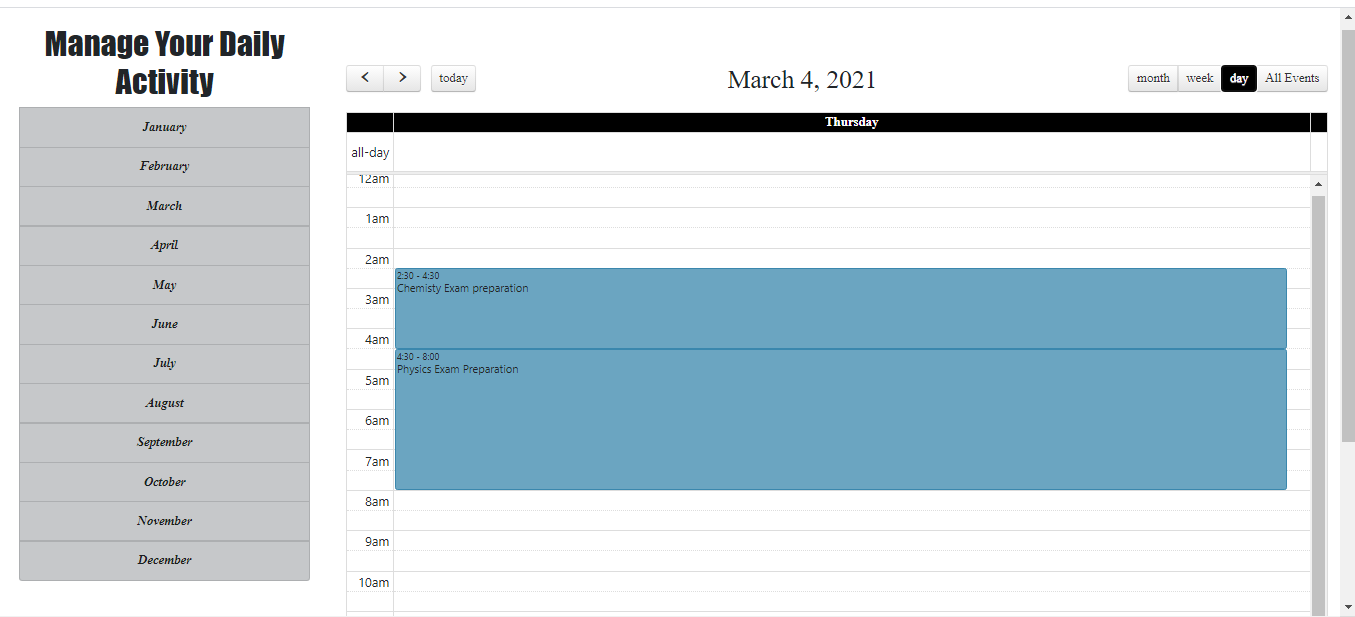 Manage Your Daily
Activity
January
February
March
April
May
June
July
August
September
October
November
December
today
March 4, 2021
month week day All Events
Thursday
all-day
12am
1am
2am
2:30 - 4:30
Chemisty Exam preparation
3am
4am
4:30 - 8:00
Physics Exam Preparation
5am
6am
7am
8am
9am
10am